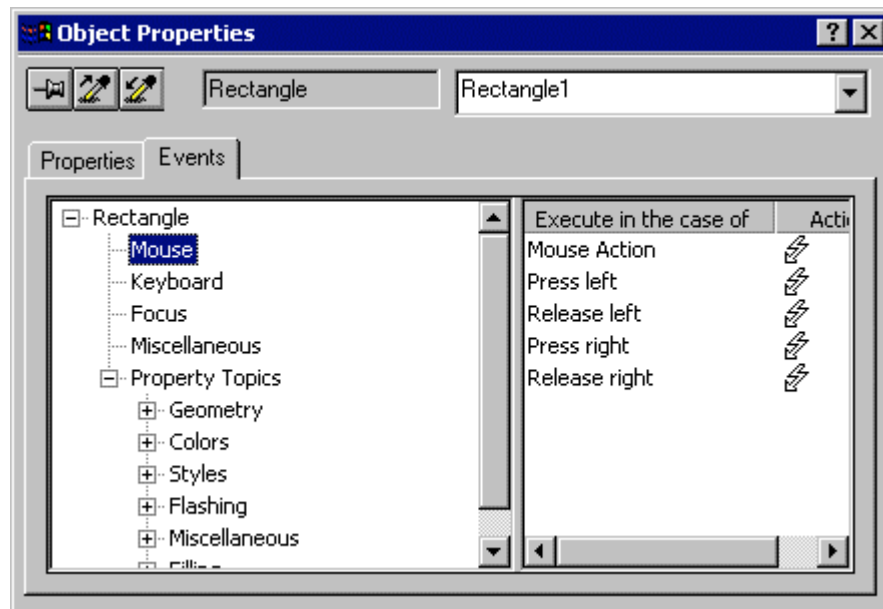 Object Properties
Rectangle Rectangle1
Properties Events
Rectangle
Mouse
Keyboard
Focus
Miscellaneous
Property Topics
Geometry
Colors
Styles
Flashing
Miscellaneous
Execute in the case of
Mouse Action
Press left
Release left
Press right
Release right